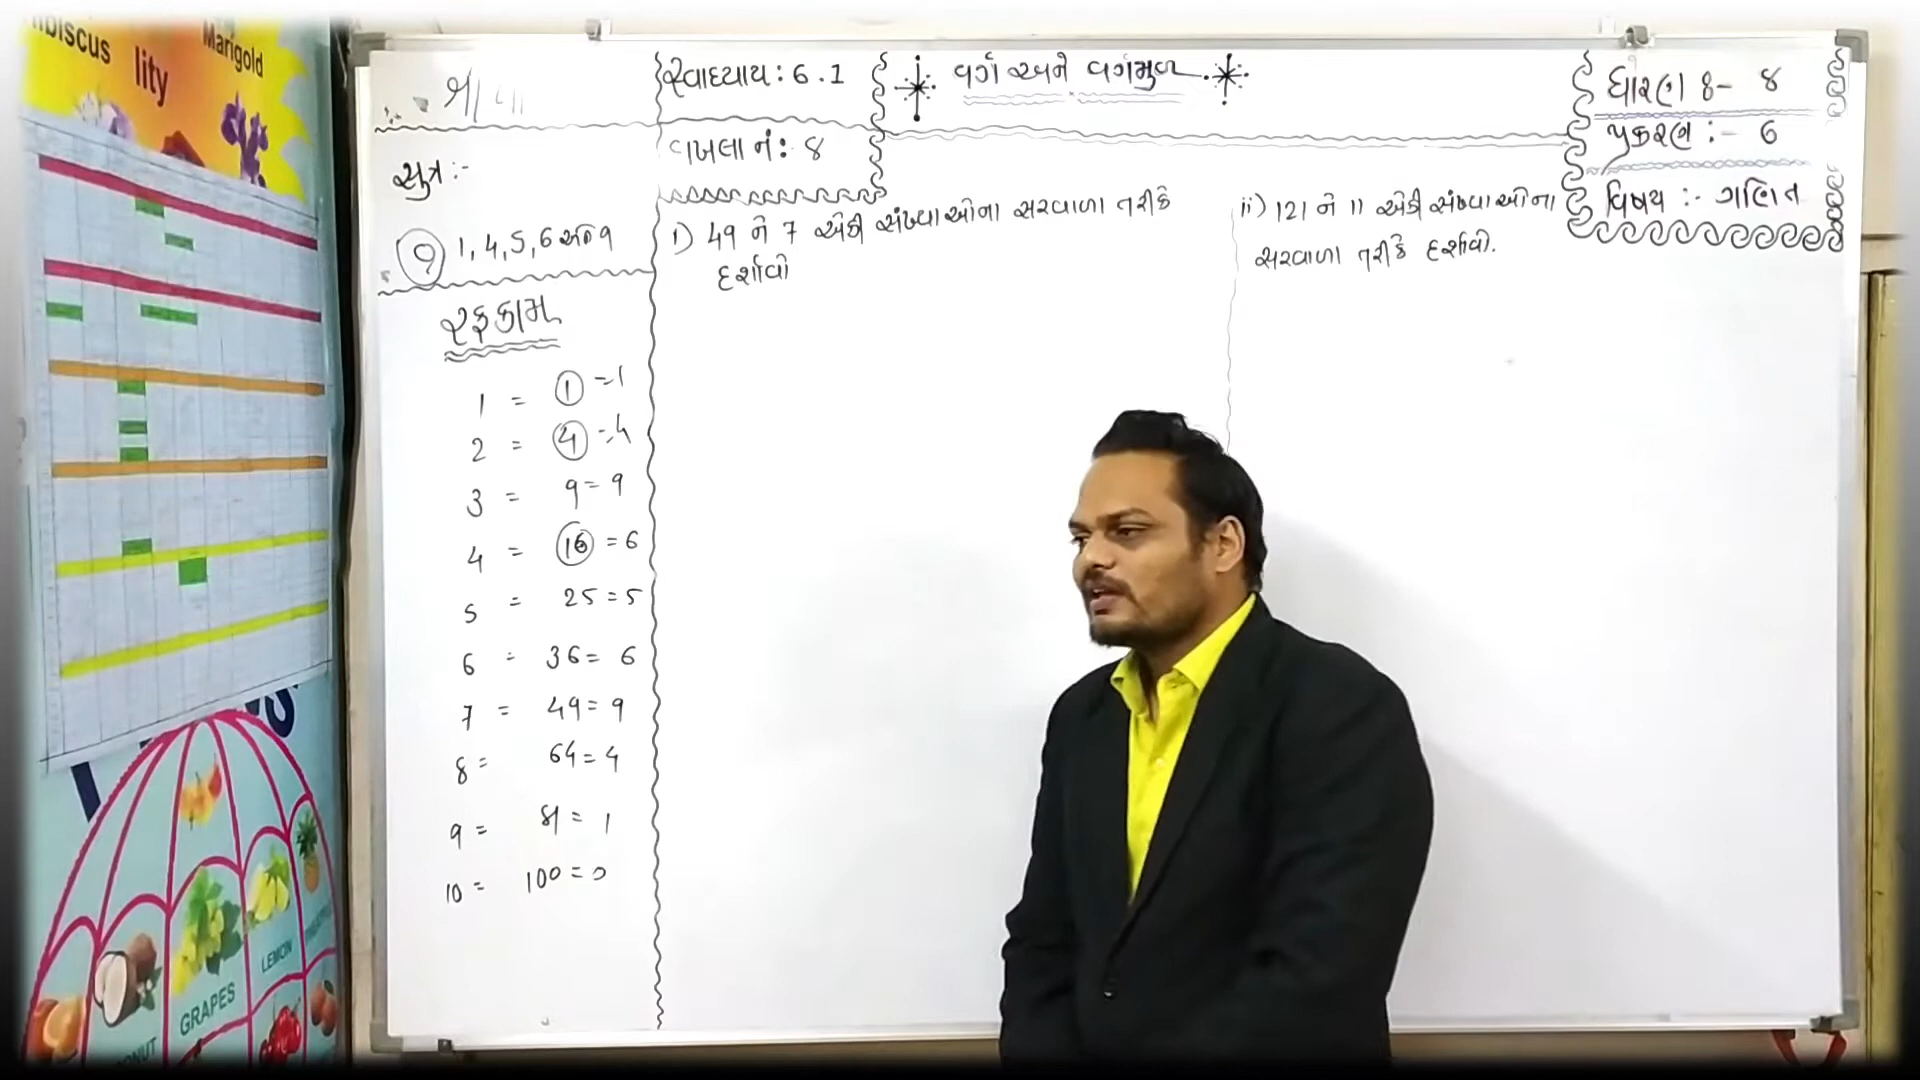 Hibiscus
lity
Marigold
સ્વાધ્યાય : 6.1
વર્ગ અને વર્ગમુળ
ધોરણ 8 - ૪
પ્રકરણ :- 6
વિષય :- ગણિત
સુત્ર :-
દાખલા નં : ૪
1, 4, 5, 6 અને 9
i) 49 ને 7 એકી સંખ્યાઓના સરવાળા તરીકે
દર્શાવો
ii) 121 ને 11 એકી સંખ્યાઓના
સરવાળા તરીકે દર્શાવો.
રફકામ
1 = 1 = 1
2 = 4 = 4
3 = 9 = 9
4 = 16 = 6
5 = 25 = 5
6 = 36 = 6
7 = 49 = 9
8 = 64 = 4
9 = 81 = 1
10 = 100 = 0
GRAPES
LEMON